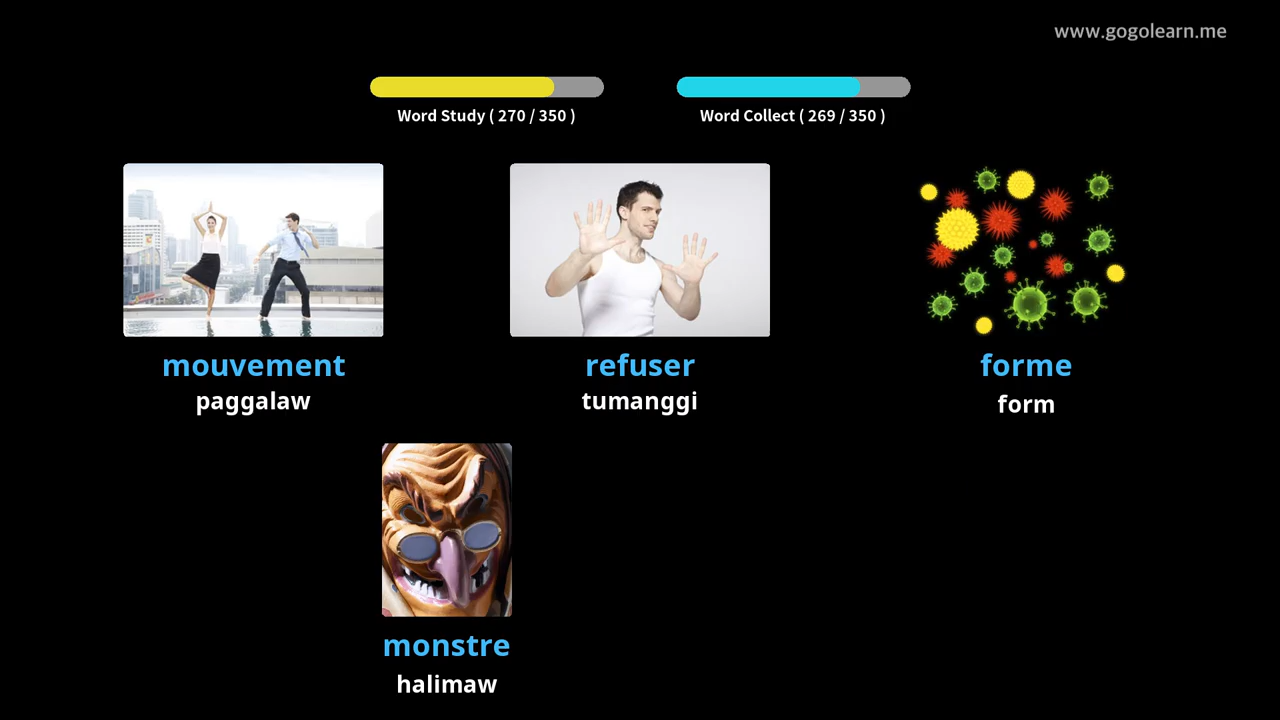 www.gogolearn.me
Word Study ( 270 / 350 )
Word Collect ( 269 / 350 )
mouvement
paggalaw
refuser
tumanggi
forme
form
monstre
halimaw